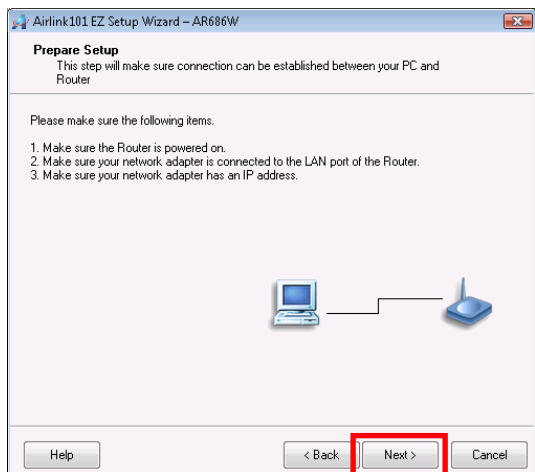 Airlink101 EZ Setup Wizard – AR686W
Prepare Setup
This step will make sure connection can be established between your PC and
Router
Please make sure the following items.
1. Make sure the Router is powered on.
2. Make sure your network adapter is connected to the LAN port of the Router.
3. Make sure your network adapter has an IP address.
Help
< Back
Next >
Cancel